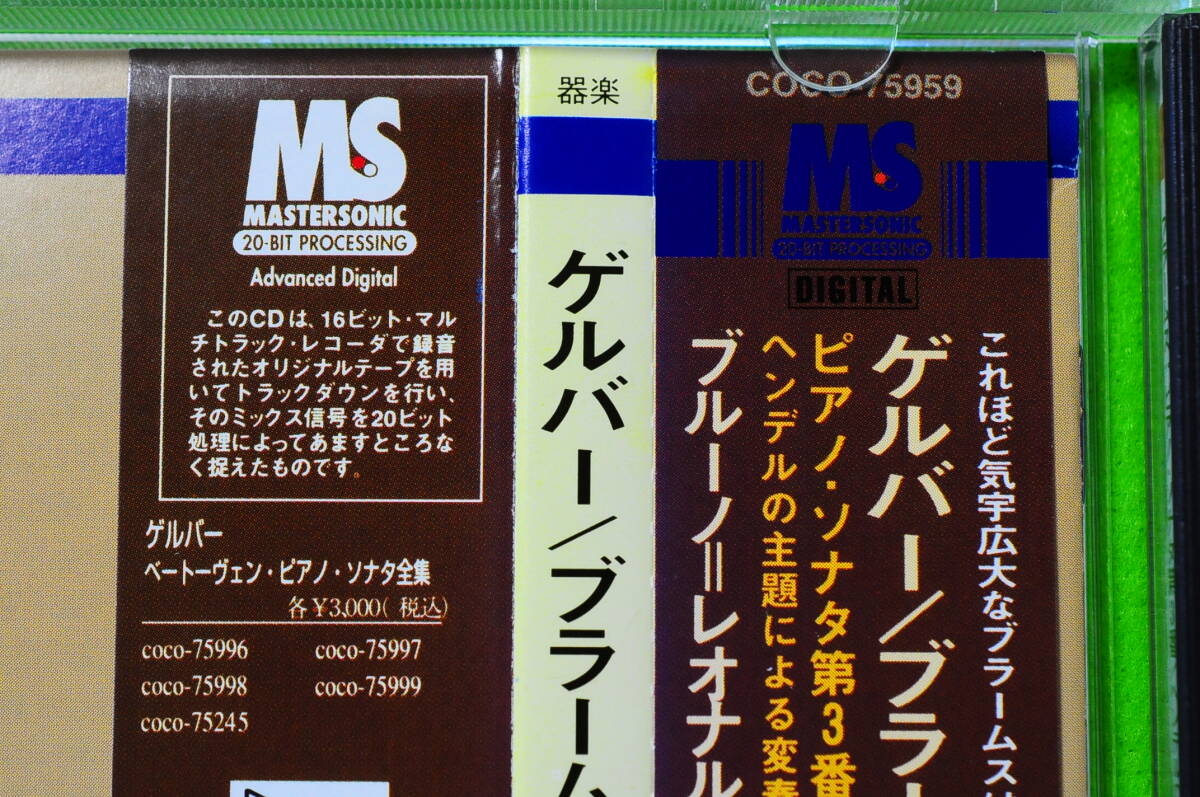 MS
MASTERSONIC
20-BIT PROCESSING
Advanced Digital
このCDは、16ビット・マル
チトラック・レコーダで録音
されたオリジナルテープを用
いてトラックダウンを行い、
そのミックス信号を20ビット
処理によってあますところな
く捉えたものです。
ゲルバー
ベートーヴェン・ピアノ・ソナタ全集
各¥3,000(税込)
coco-75996 coco-75997
coco-75998 coco-75999
coco-75245
器楽
ゲルバー/ブラーム
COCO-75959
MS
MASTERSONIC
20-BIT PROCESSING
DIGITAL
これほど気宇広大なブラームスは
ゲルバー/ブラー
ピアノ・ソナタ第3番
ヘンデルの主題による変奏
ブルーノ=レオナル